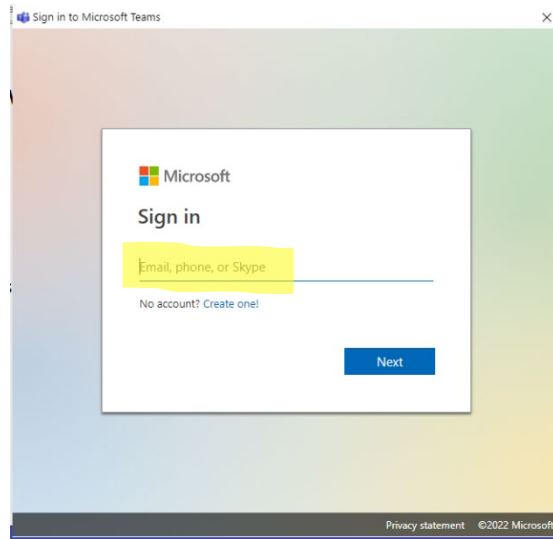 Sign in to Microsoft Teams
Microsoft
Sign in
Email, phone, or Skype
No account? Create one!
Next
Privacy statement ©2022 Microsoft